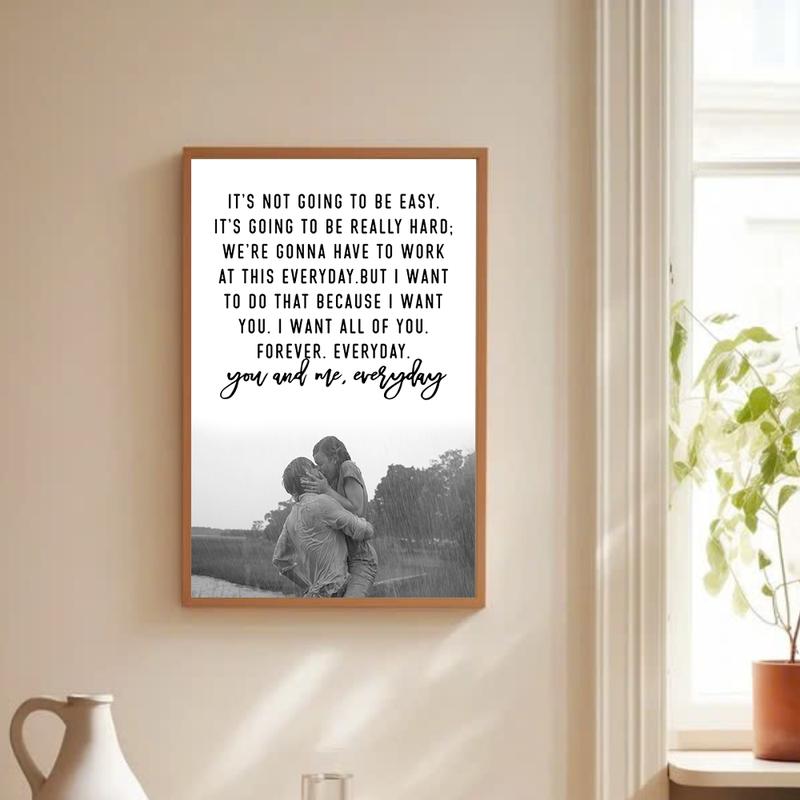 IT'S NOT GOING TO BE EASY.
IT'S GOING TO BE REALLY HARD;
WE'RE GONNA HAVE TO WORK
AT THIS EVERYDAY.BUT I WANT
TO DO THAT BECAUSE I WANT
YOU. I WANT ALL OF YOU.
FOREVER. EVERYDAY.
you and me, everyday